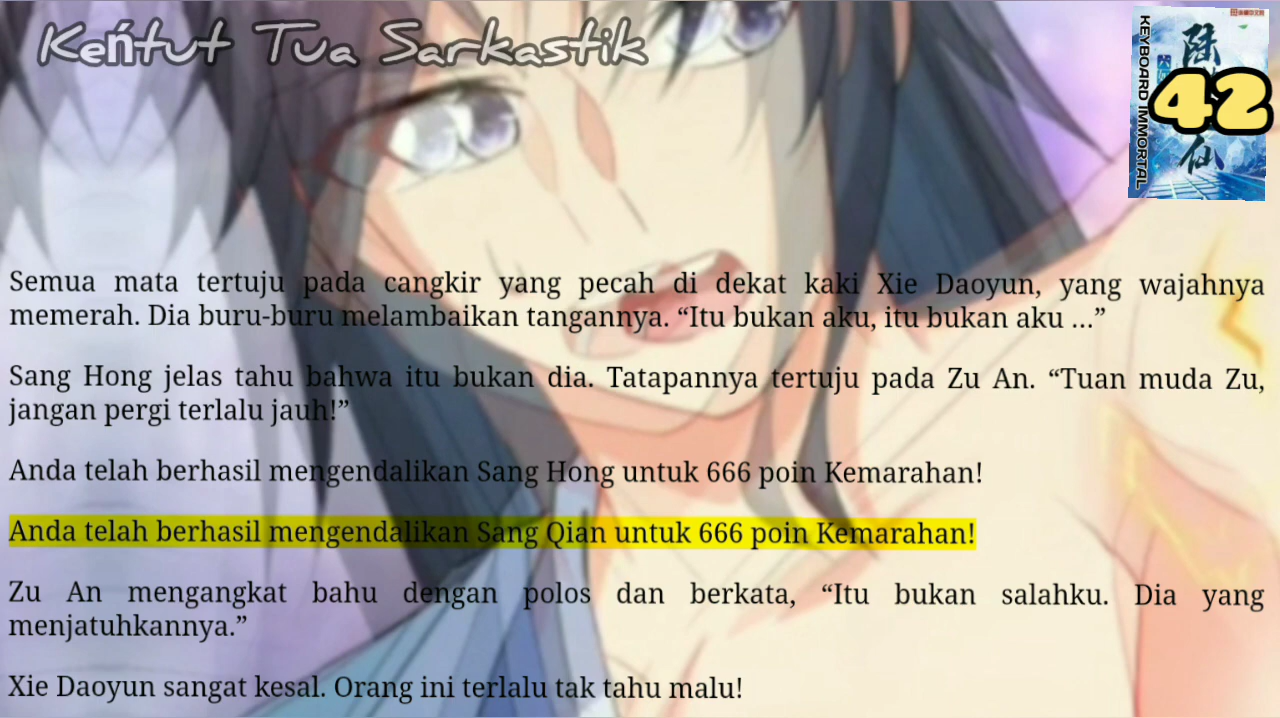 Keńtut Tua Sarkastik
KEYBOARD IMMORTAL
42
仙
Semua mata tertuju pada cangkir yang pecah di dekat kaki Xie Daoyun, yang wajahnya
memerah. Dia buru-buru melambaikan tangannya. “Itu bukan aku, itu bukan aku …”
Sang Hong jelas tahu bahwa itu bukan dia. Tatapannya tertuju pada Zu An. “Tuan muda Zu,
jangan pergi terlalu jauh!”
Anda telah berhasil mengendalikan Sang Hong untuk 666 poin Kemarahan!
Anda telah berhasil mengendalikan Sang Qian untuk 666 poin Kemarahan!
Zu An mengangkat bahu dengan polos dan berkata, “Itu bukan salahku. Dia yang
menjatuhkannya.”
Xie Daoyun sangat kesal. Orang ini terlalu tak tahu malu!